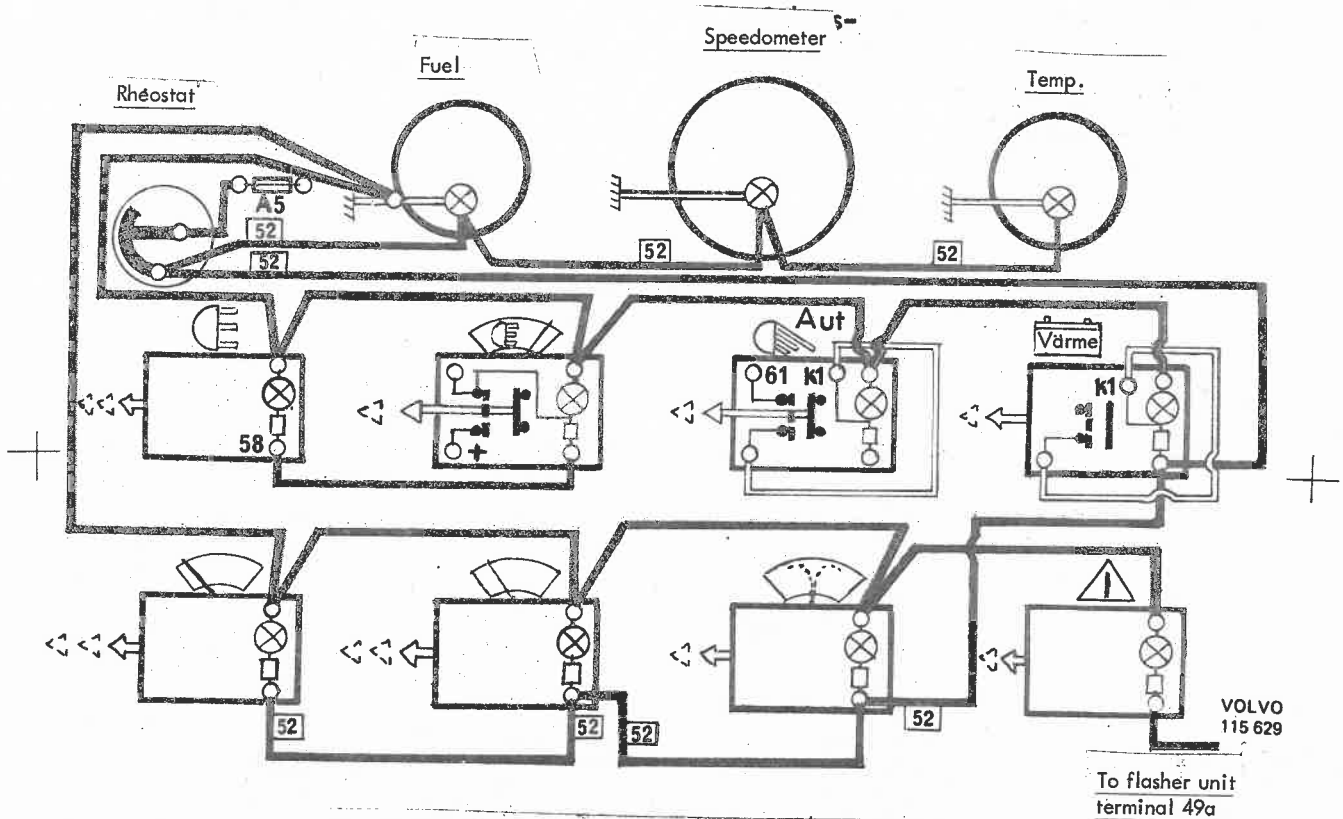 Speedometer
Fuel
Temp.
Rhéostat
A5
52
52
52
52
Aut
Värme
61 K1
K1
58
+
52
52
52
52
VOLVO
115 629
To flasher unit
terminal 49a